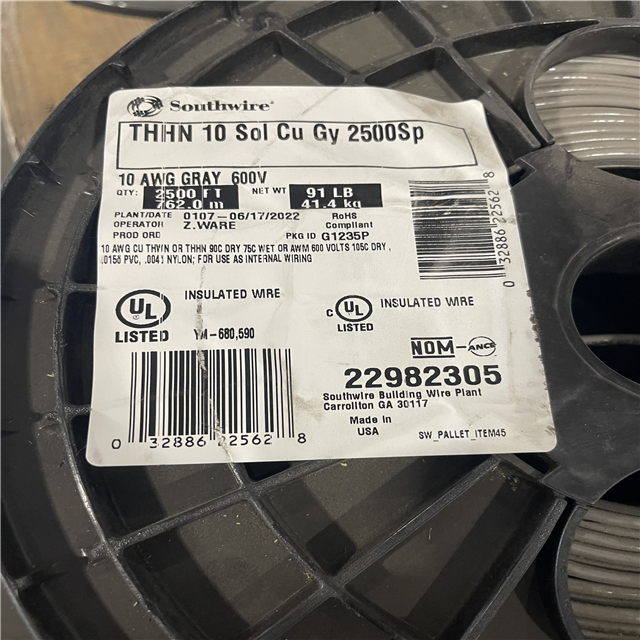 Southwire®
THHN 10 Sol Cu Gy 2500Sp
10 AWG GRAY 600V
QTY: 2500 FT NET WT 91 LB
762.0 m 41.4 kg
PLANT/DATE 0107-06/17/2022 RoHS
OPERATOR Z.WARE Compliant
PROD ORD PKG ID G1235P
10 AWG CU THWN OR THHN 90C DRY 75C WET OR AWM 600 VOLTS 105C DRY,
.0156 PVC, .0041 NYLON; FOR USE AS INTERNAL WIRING
UL INSULATED WIRE
LISTED YM-680,590
c UL INSULATED WIRE
LISTED
NOM-ANCE
22982305
Southwire Building Wire Plant
Carrollton GA 30117
Made in
USA
SW_PALLET_ITEM45
0 32886 22562 8
0 32886 22562 8